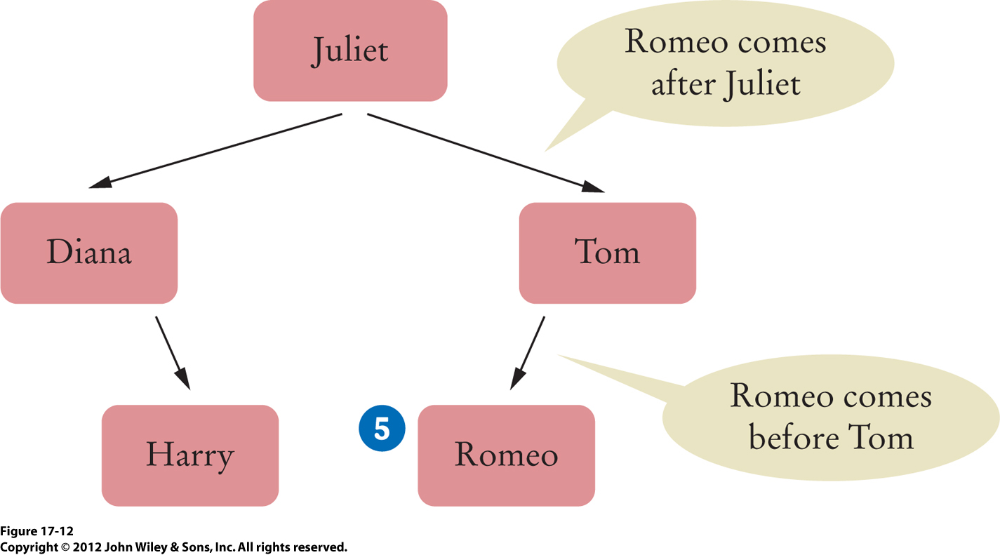 Juliet
Romeo comes
after Juliet
Diana
Tom
Romeo comes
before Tom
Harry
5
Romeo
Figure 17-12
Copyright © 2012 John Wiley & Sons, Inc. All rights reserved.